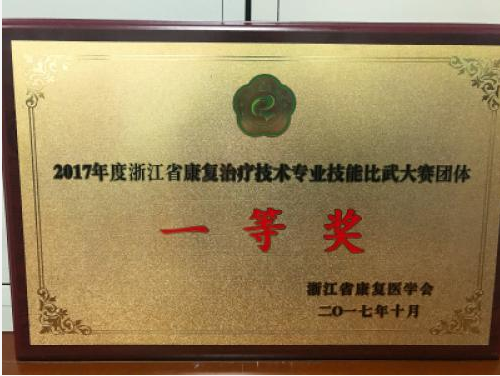 2017年度浙江省康复治疗技术专业技能比武大赛团体
一等奖
浙江省康复医学会
二〇一七年十月